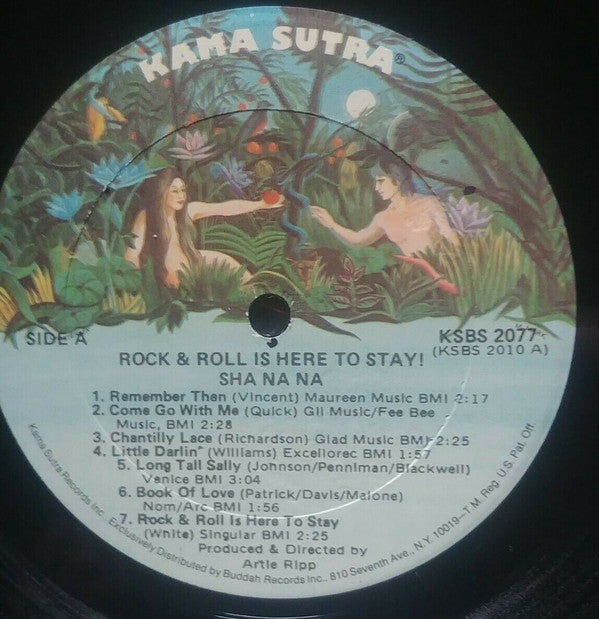 KAMA SUTRA®
SIDE A
KSBS 2077
(KSBS 2010 A)
ROCK & ROLL IS HERE TO STAY!
SHA NA NA
1. Remember Then (Vincent) Maureen Music BMI 2:17
2. Come Go With Me (Quick) Gil Music/Fee Bee
Music, BMI 2:28
3. Chantilly Lace (Richardson) Glad Music BMI 2:25
4. Little Darlin' (Williams) Excellorec BMI 1:57
5. Long Tall Sally (Johnson/Penniman/Blackwell)
Venice BMI 3:04
6. Book Of Love (Patrick/Davis/Malone)
Nom/Arc BMI 1:56
7. Rock & Roll Is Here To Stay
(White) Singular BMI 2:25
Produced & Directed by
Artie Ripp
Kama Sutra Records Inc., Exclusively Distributed by Buddah Records Inc., 810 Seventh Ave., N.Y. 10019–T.M. Reg. U.S. Pat. Off.